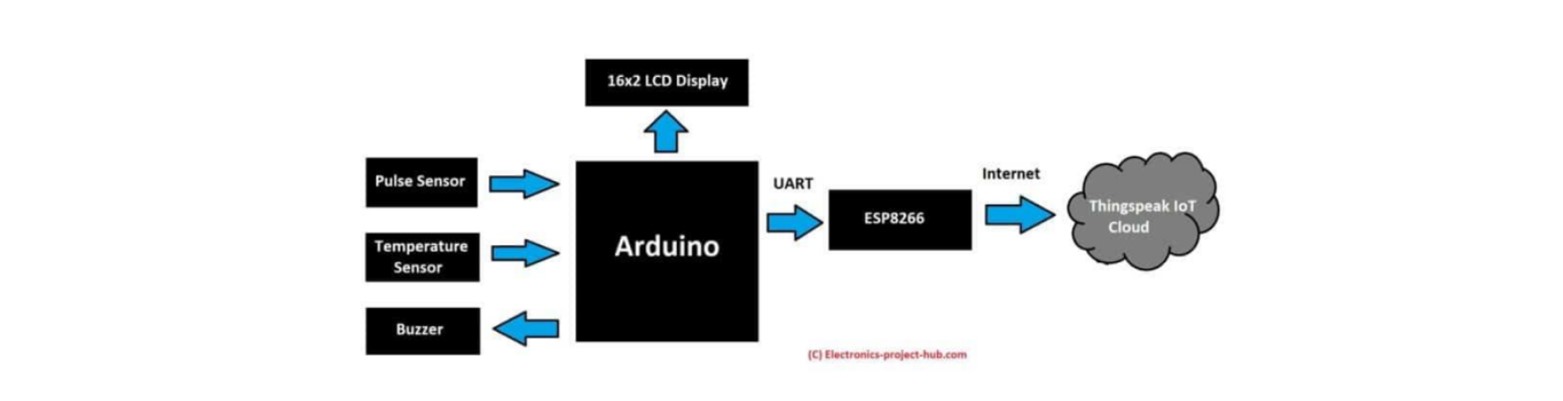 16x2 LCD Display
Pulse Sensor
Temperature
Sensor
Buzzer
Arduino
UART
ESP8266
Internet
Thingspeak IoT
Cloud
(C) Electronics-project-hub.com